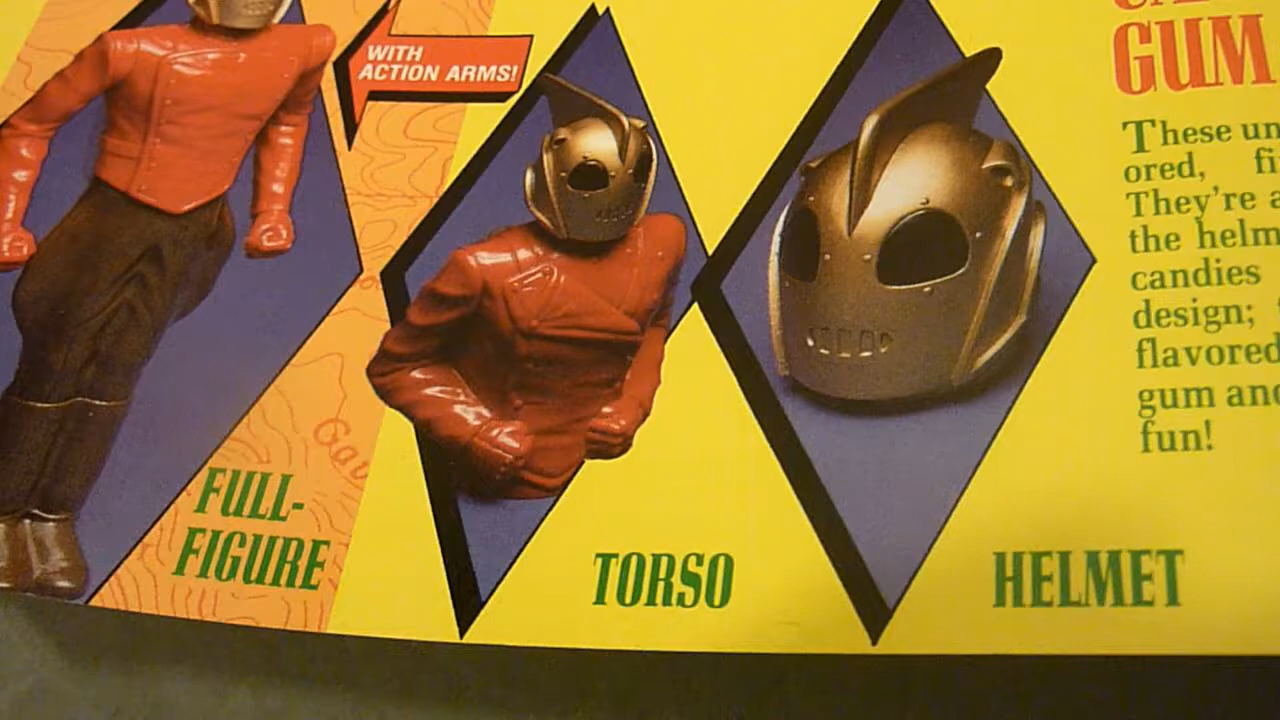 WITH
ACTION ARMS!
GUM
These un
ored, fi
They're a
the helm
candies
design;
flavored
gum and
fun!
FULL-
FIGURE
TORSO
HELMET